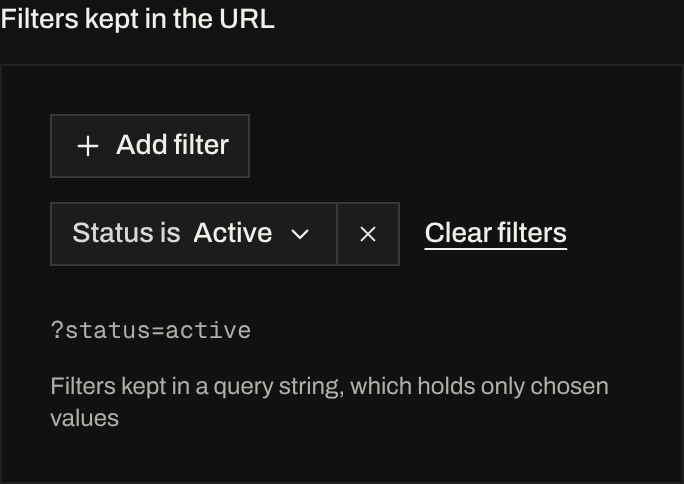 Filters kept in the URL
Add filter
Status is Active
Clear filters
?status=active
Filters kept in a query string, which holds only chosen
values